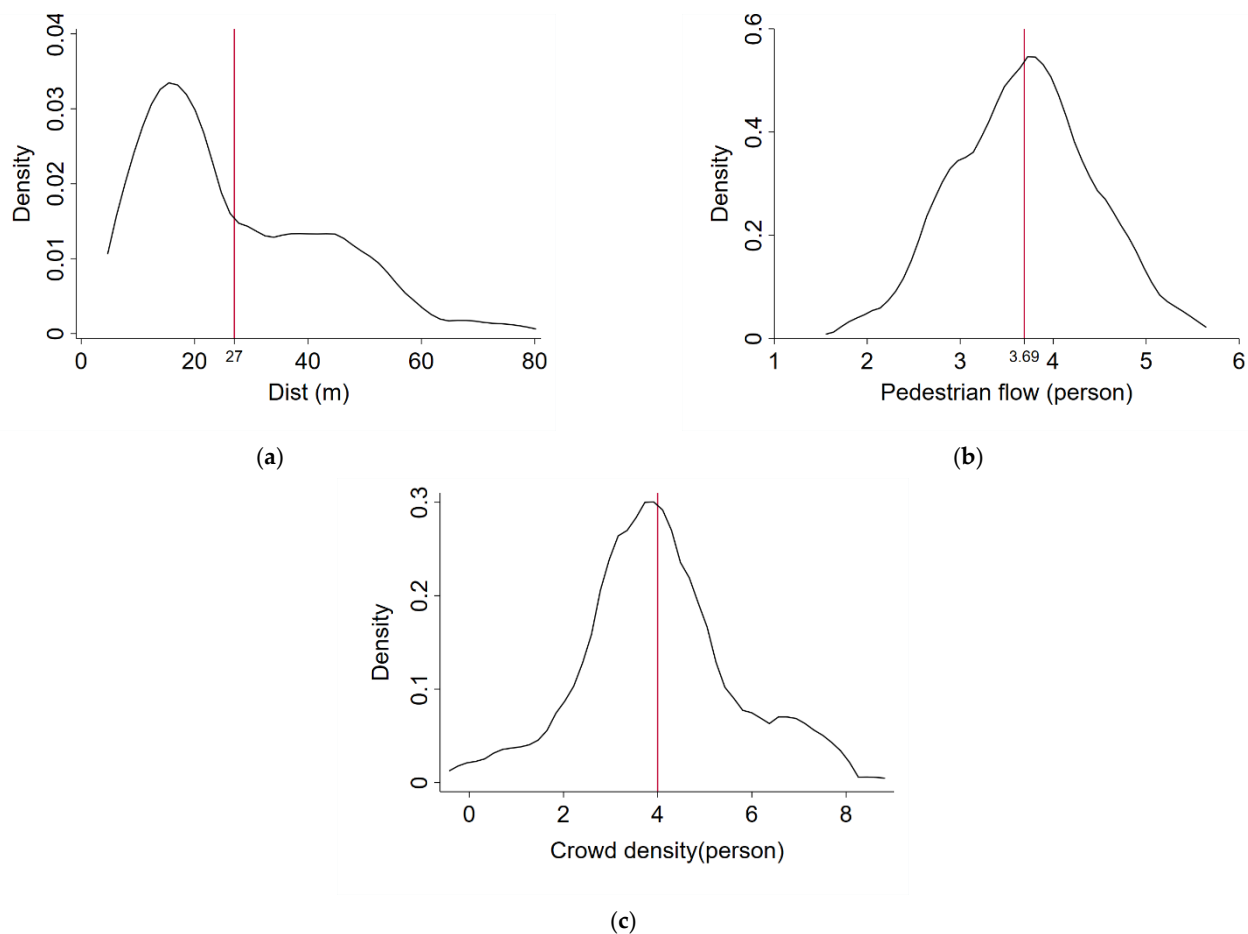 0.04
0.03
0.02
0.01
0
Density
0 20 27 40 60 80
Dist (m)
(a)
0.6
0.4
0.2
0
Density
1 2 3 3.69 4 5 6
Pedestrian flow (person)
(b)
0.3
0.2
0.1
0
Density
0 2 4 6 8
Crowd density(person)
(c)